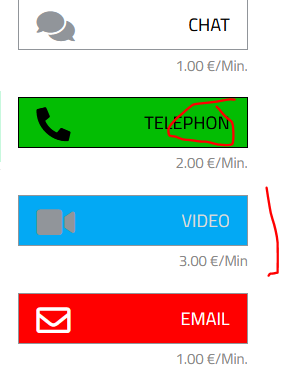 CHAT
1.00 €/Min.
TELEPHON
2.00 €/Min.
VIDEO
3.00 €/Min
EMAIL
1.00 €/Min.